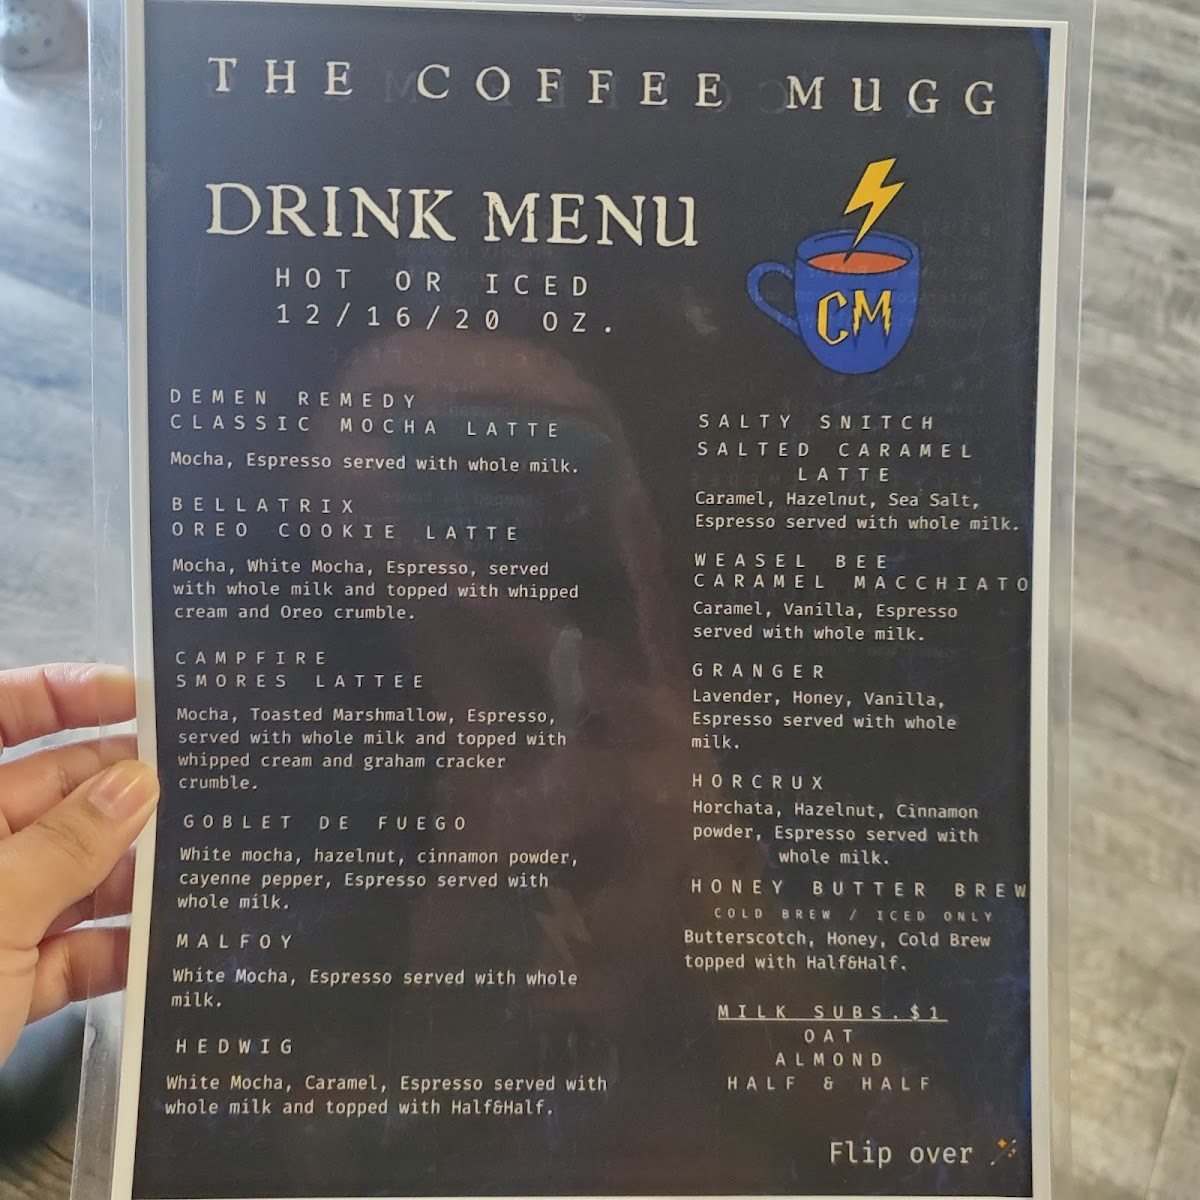 THE COFFEE MUGG
DRINK MENU
HOT OR ICED
12/16/20 OZ.
CM
DEMEN REMEDY
CLASSIC MOCHA LATTE
Mocha, Espresso served with whole milk.
BELLATRIX
OREO COOKIE LATTE
Mocha, White Mocha, Espresso, served
with whole milk and topped with whipped
cream and Oreo crumble.
CAMPFIRE
SMORES LATTEE
Mocha, Toasted Marshmallow, Espresso,
served with whole milk and topped with
whipped cream and graham cracker
crumble.
GOBLET DE FUEGO
White mocha, hazelnut, cinnamon powder,
cayenne pepper, Espresso served with
whole milk.
MALFOY
White Mocha, Espresso served with whole
milk.
HEDWIG
White Mocha, Caramel, Espresso served with
whole milk and topped with Half&Half.
SALTY SNITCH
SALTED CARAMEL
LATTE
Caramel, Hazelnut, Sea Salt,
Espresso served with whole milk.
WEASEL BEE
CARAMEL MACCHIATO
Caramel, Vanilla, Espresso
served with whole milk.
GRANGER
Lavender, Honey, Vanilla,
Espresso served with whole
milk.
HORCRUX
Horchata, Hazelnut, Cinnamon
powder, Espresso served with
whole milk.
HONEY BUTTER BREW
COLD BREW / ICED ONLY
Butterscotch, Honey, Cold Brew
topped with Half&Half.
MILK SUBS.$1
OAT
ALMOND
HALF & HALF
Flip over